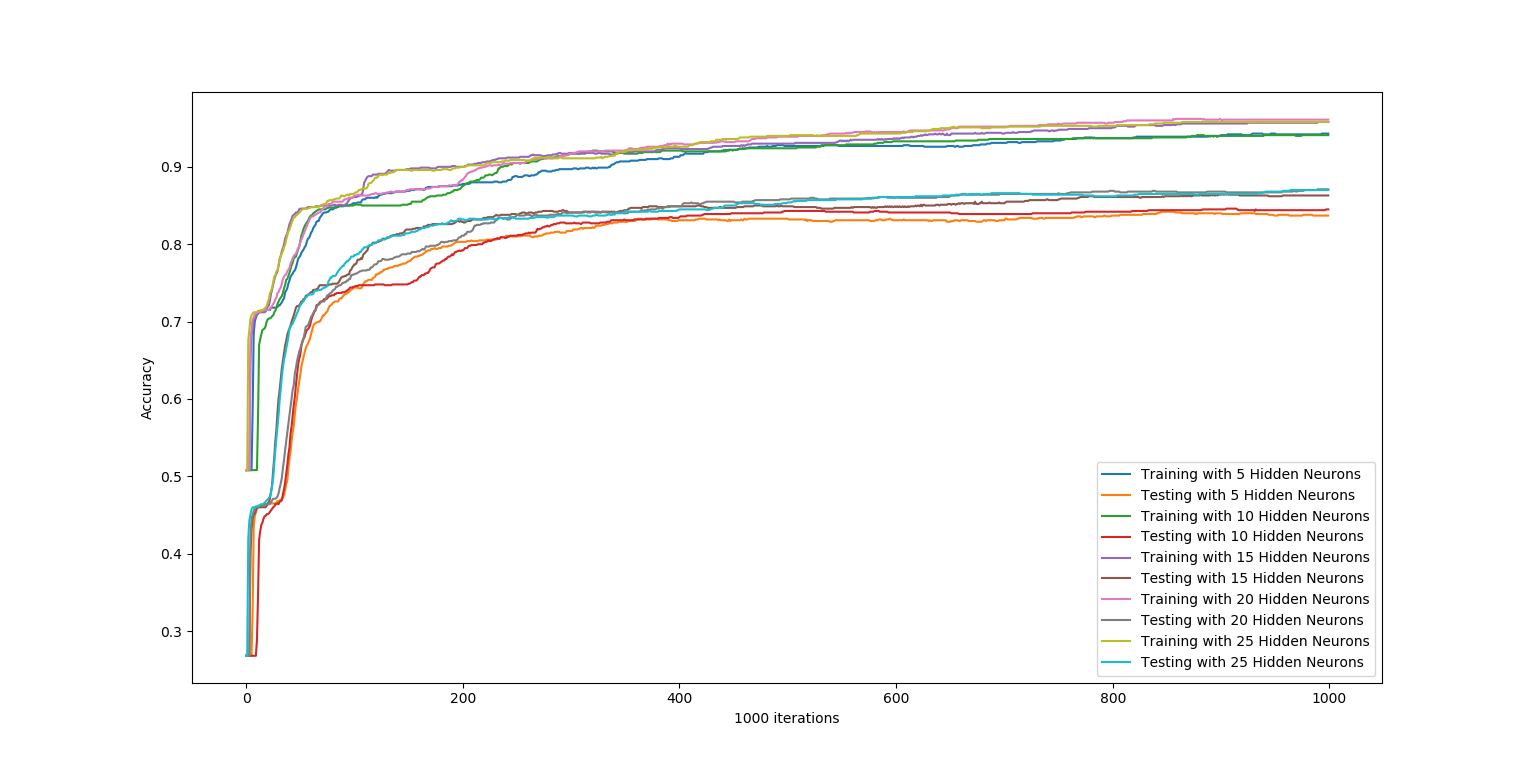 0.9
0.8
0.7
0.6
0.5
0.4
0.3
Accuracy
0 200 400 600 800 1000
1000 iterations
Training with 5 Hidden Neurons
Testing with 5 Hidden Neurons
Training with 10 Hidden Neurons
Testing with 10 Hidden Neurons
Training with 15 Hidden Neurons
Testing with 15 Hidden Neurons
Training with 20 Hidden Neurons
Testing with 20 Hidden Neurons
Training with 25 Hidden Neurons
Testing with 25 Hidden Neurons